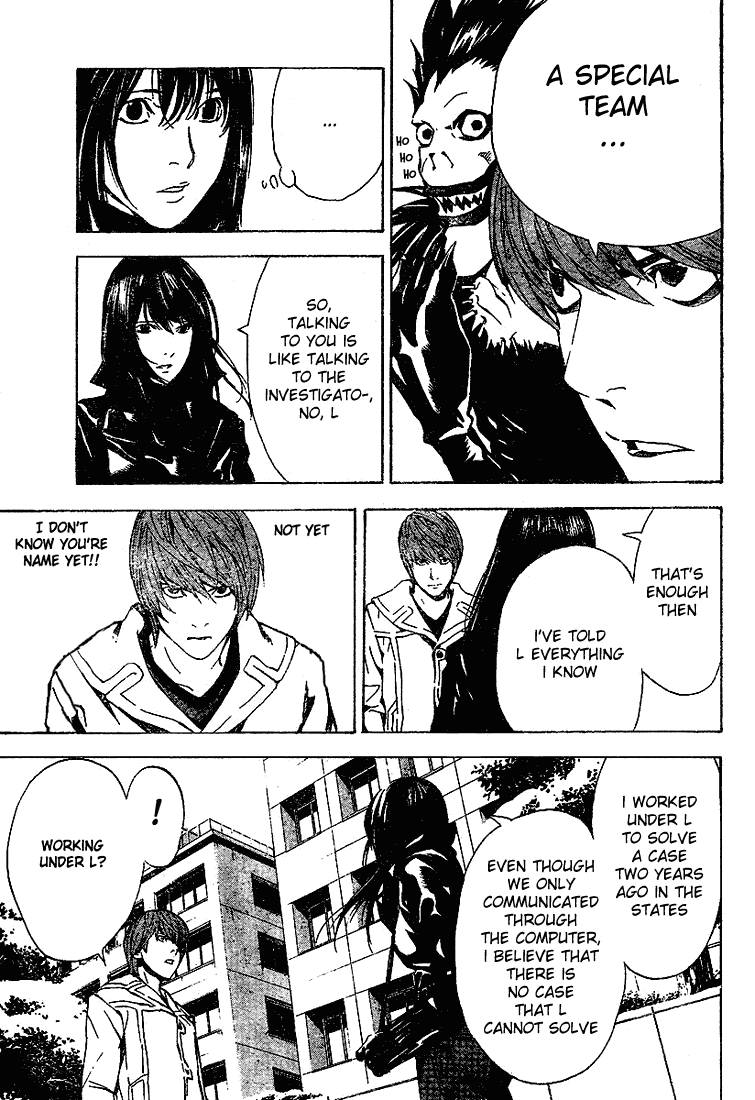 A SPECIAL
TEAM
...
HO
HO
HO
...
SO,
TALKING
TO YOU IS
LIKE TALKING
TO THE
INVESTIGATO-,
NO, L
THAT'S
ENOUGH
THEN
I'VE TOLD
L EVERYTHING
I KNOW
NOT YET
I DON'T
KNOW YOU'RE
NAME YET!!
I WORKED
UNDER L
TO SOLVE
A CASE
TWO YEARS
AGO IN THE
STATES
EVEN THOUGH
WE ONLY
COMMUNICATED
THROUGH
THE COMPUTER,
I BELIEVE THAT
THERE IS
NO CASE
THAT L
CANNOT SOLVE
!
WORKING
UNDER L?